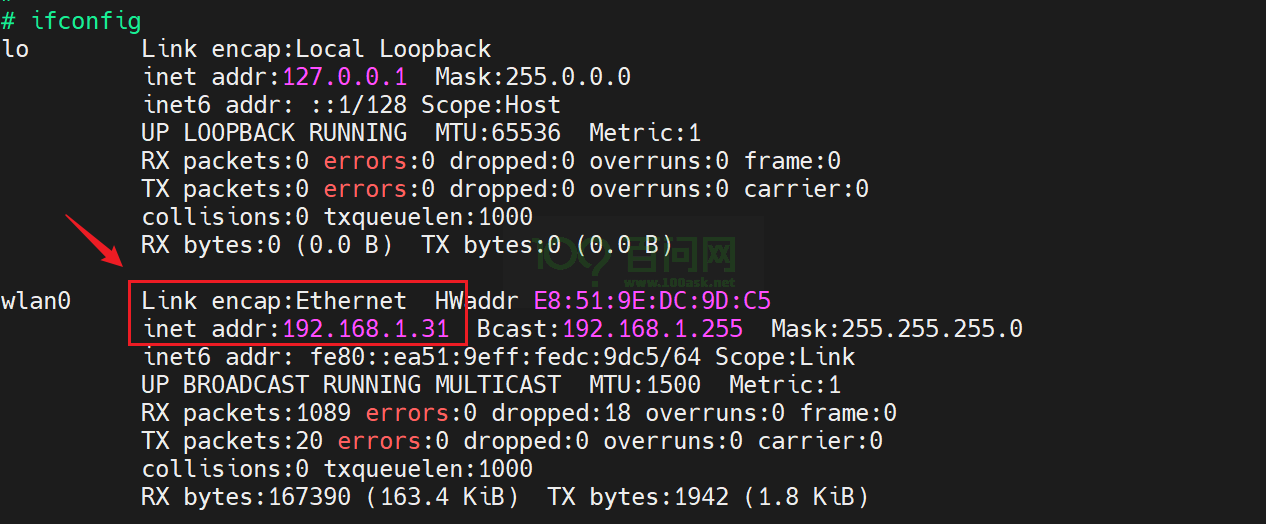 # ifconfig
lo Link encap:Local Loopback
inet addr:127.0.0.1 Mask:255.0.0.0
inet6 addr: ::1/128 Scope:Host
UP LOOPBACK RUNNING MTU:65536 Metric:1
RX packets:0 errors:0 dropped:0 overruns:0 frame:0
TX packets:0 errors:0 dropped:0 overruns:0 carrier:0
collisions:0 txqueuelen:1000
RX bytes:0 (0.0 B) TX bytes:0 (0.0 B)
百问网
www.100ask.net
wlan0 Link encap:Ethernet HWaddr E8:51:9E:DC:9D:C5
inet addr:192.168.1.31 Bcast:192.168.1.255 Mask:255.255.255.0
inet6 addr: fe80::ea51:9eff:fedc:9dc5/64 Scope:Link
UP BROADCAST RUNNING MULTICAST MTU:1500 Metric:1
RX packets:1089 errors:0 dropped:18 overruns:0 frame:0
TX packets:20 errors:0 dropped:0 overruns:0 carrier:0
collisions:0 txqueuelen:1000
RX bytes:167390 (163.4 KiB) TX bytes:1942 (1.8 KiB)